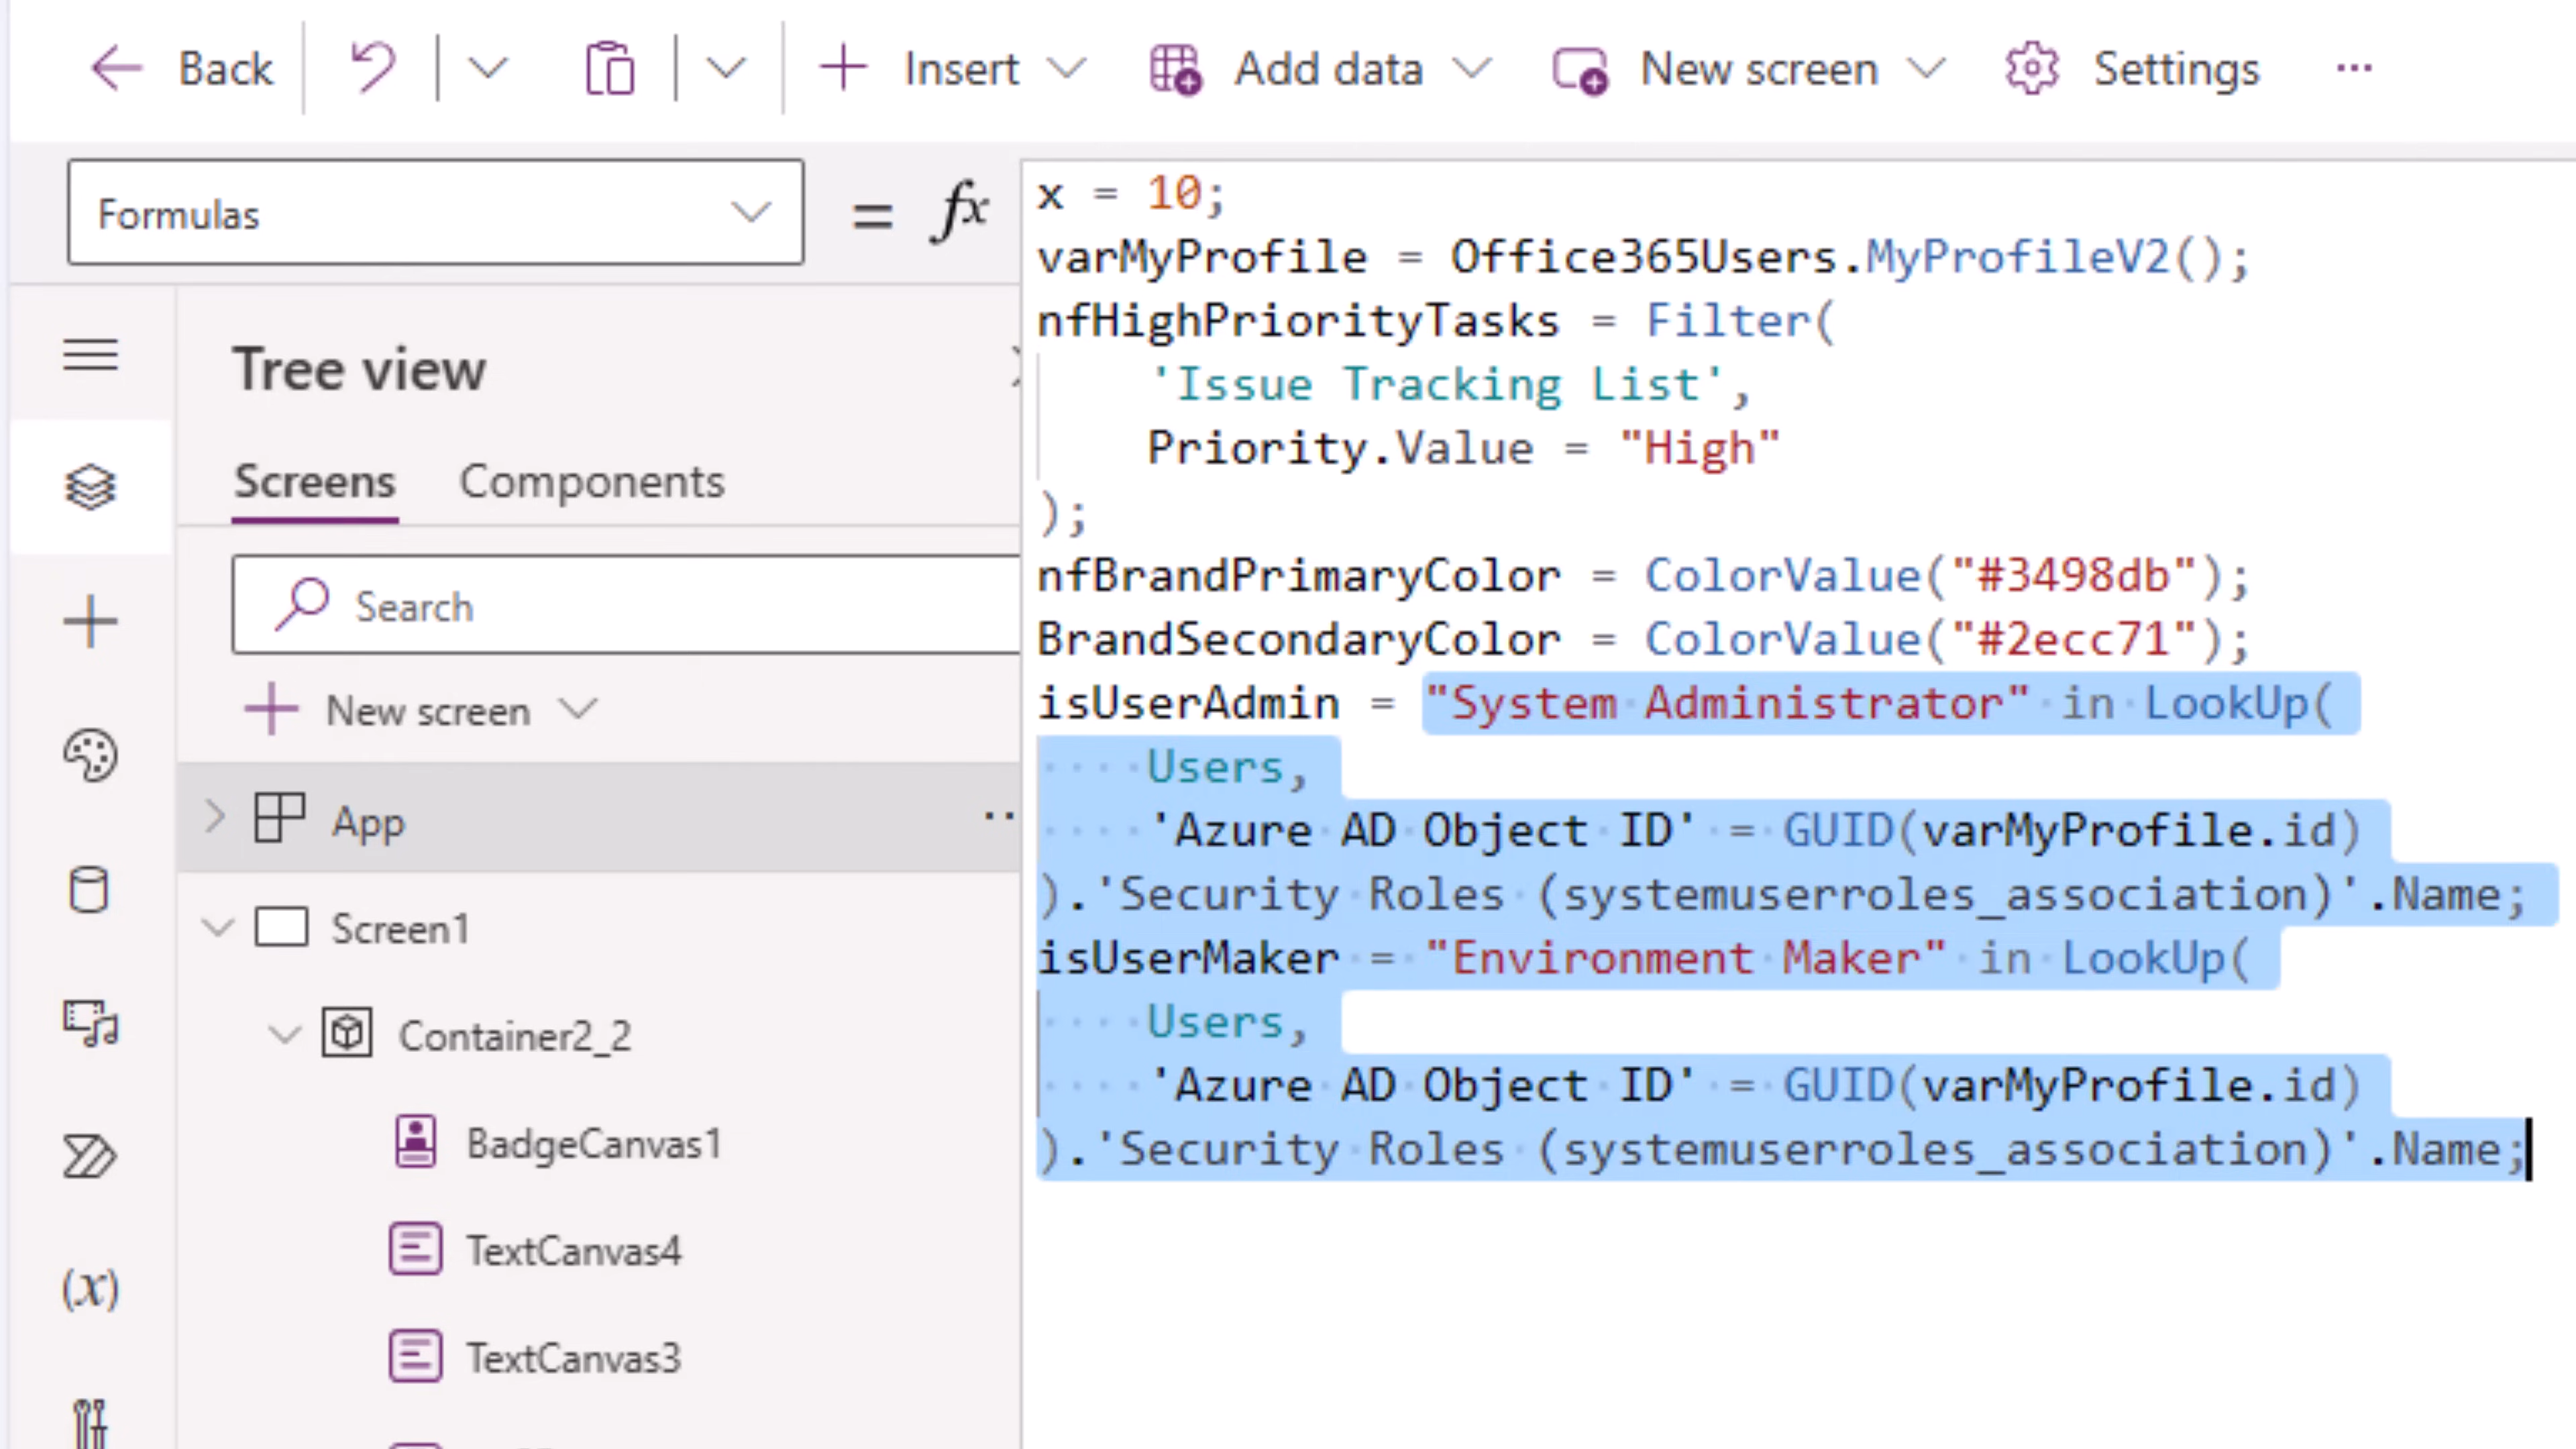 Back
Insert
Add data
New screen
Settings
Formulas
= fx
x = 10;
varMyProfile = Office365Users.MyProfileV2();
nfHighPriorityTasks = Filter(
'Issue Tracking List',
Priority.Value = "High"
);
nfBrandPrimaryColor = ColorValue("#3498db");
BrandSecondaryColor = ColorValue("#2ecc71");
isUserAdmin = "System Administrator" in LookUp(
Users,
'Azure AD Object ID' = GUID(varMyProfile.id)
).'Security Roles (systemuserroles_association)'.Name;
isUserMaker = "Environment Maker" in LookUp(
Users,
'Azure AD Object ID' = GUID(varMyProfile.id)
).'Security Roles (systemuserroles_association)'.Name;
Tree view
Screens
Components
Search
New screen
App
Screen1
Container2_2
BadgeCanvas1
TextCanvas4
(x)
TextCanvas3